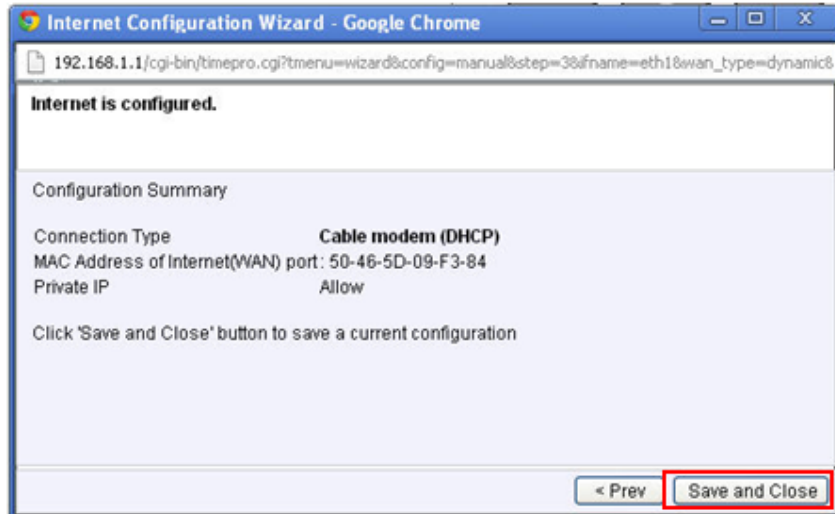 Internet Configuration Wizard - Google Chrome
192.168.1.1/cgi-bin/timepro.cgi?tmenu=wizard&config=manual&step=3&ifname=eth1&wan_type=dynamic&
Internet is configured.
Configuration Summary
Connection Type Cable modem (DHCP)
MAC Address of Internet(WAN) port : 50-46-5D-09-F3-84
Private IP Allow
Click 'Save and Close' button to save a current configuration
< Prev Save and Close